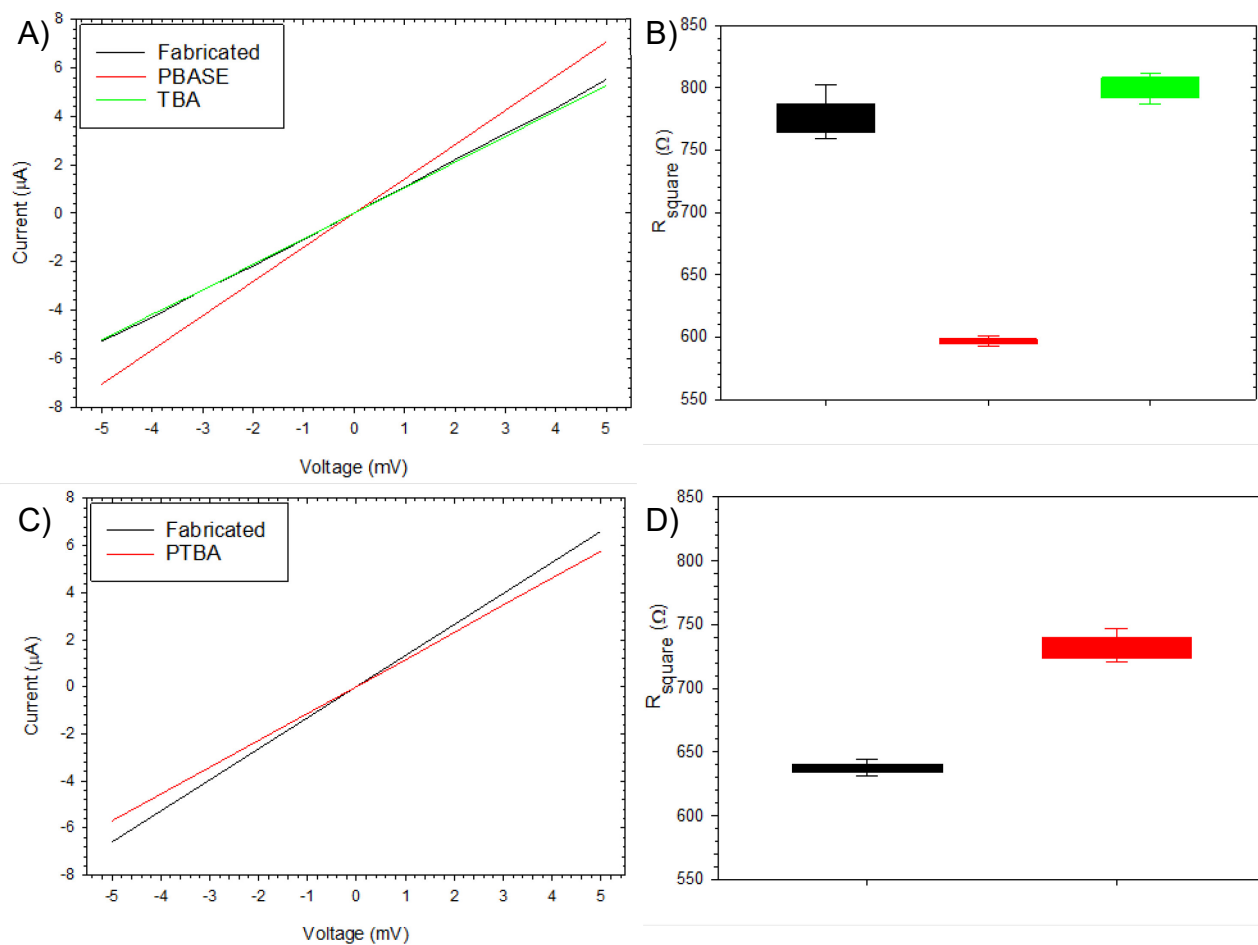 A)
Fabricated
PBASE
TBA
8
6
4
2
0
-2
-4
-6
-8
Current (µA)
-5 -4 -3 -2 -1 0 1 2 3 4 5
Voltage (mV)
B)
850
800
750
700
650
600
550
R square (Ω)
C)
Fabricated
PTBA
8
6
4
2
0
-2
-4
-6
-8
Current (µA)
-5 -4 -3 -2 -1 0 1 2 3 4 5
Voltage (mV)
D)
850
800
750
700
650
600
550
R square (Ω)